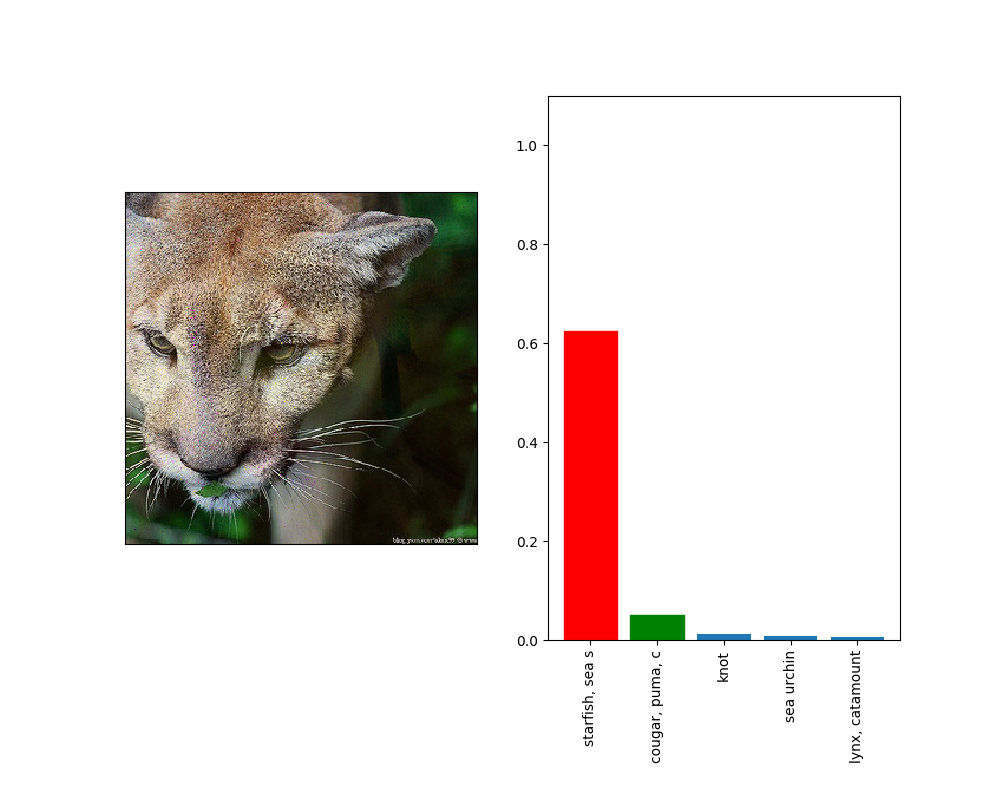 1.0
0.8
0.6
0.4
0.2
0.0
starfish, sea s
cougar, puma, c
knot
sea urchin
lynx, catamount